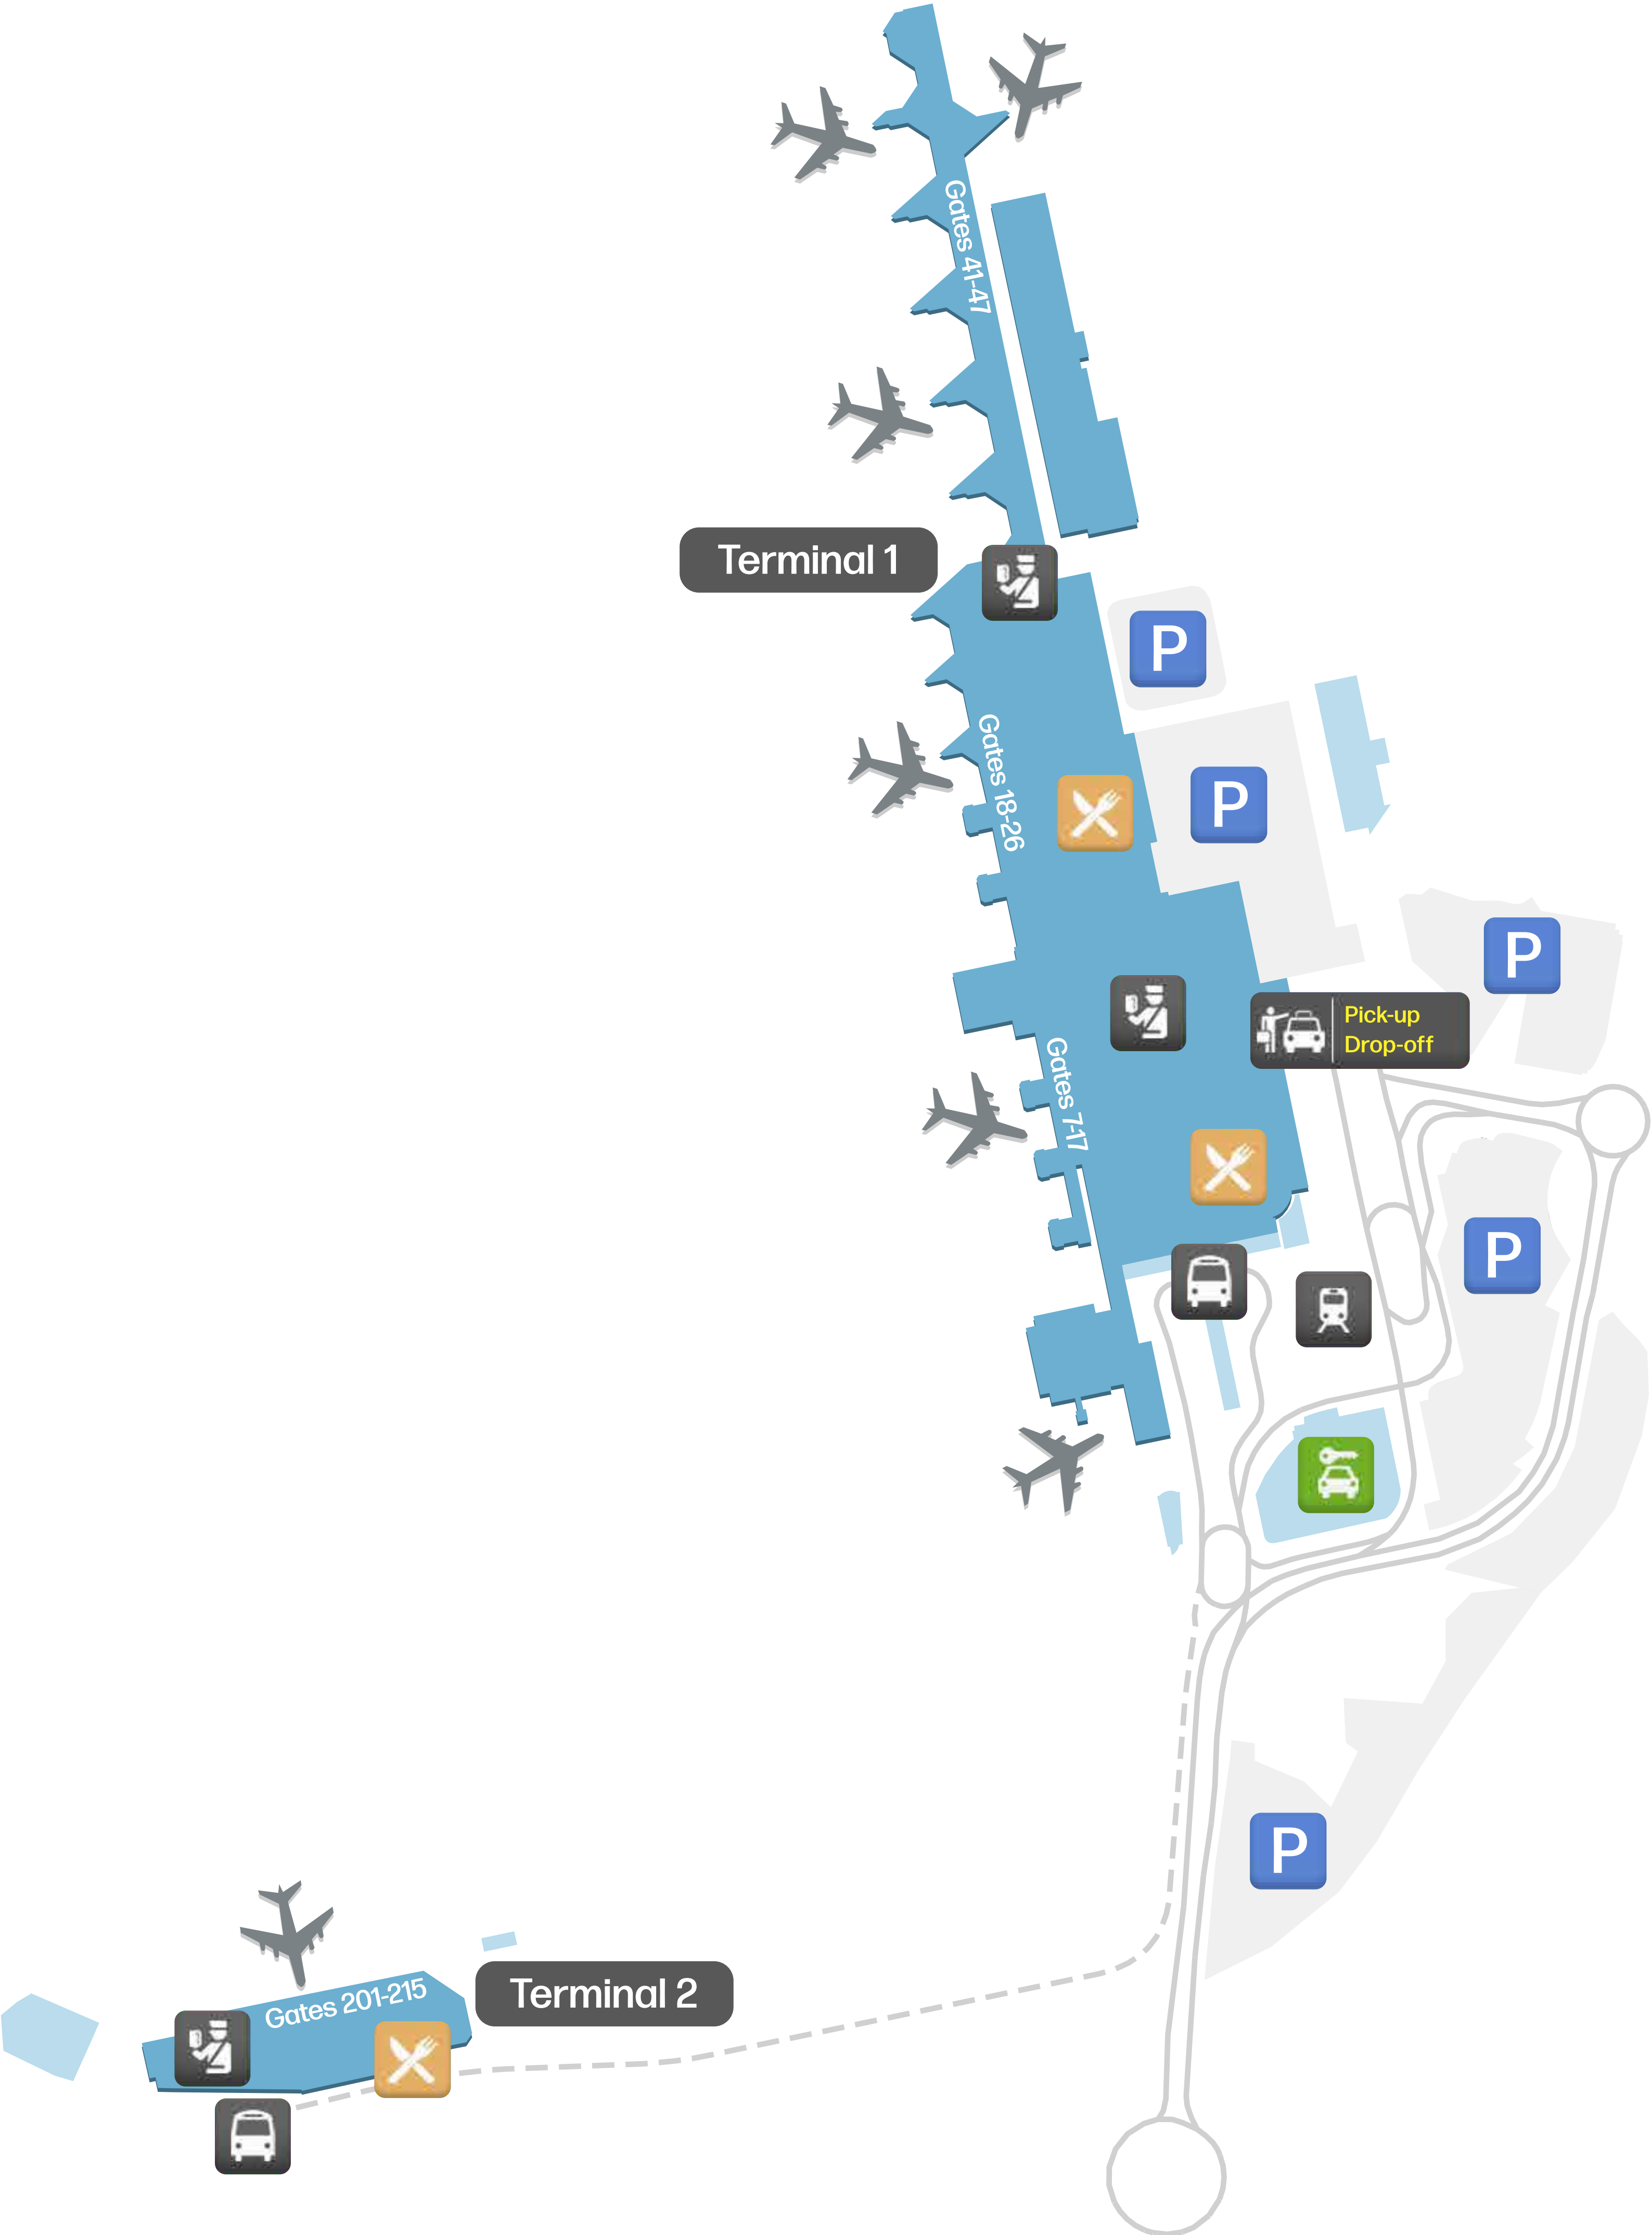 Gates 41-47
Terminal 1
P
Gates 18-26
P
P
Pick-up
Drop-off
Gates 7-17
P
P
Gates 201-215
Terminal 2